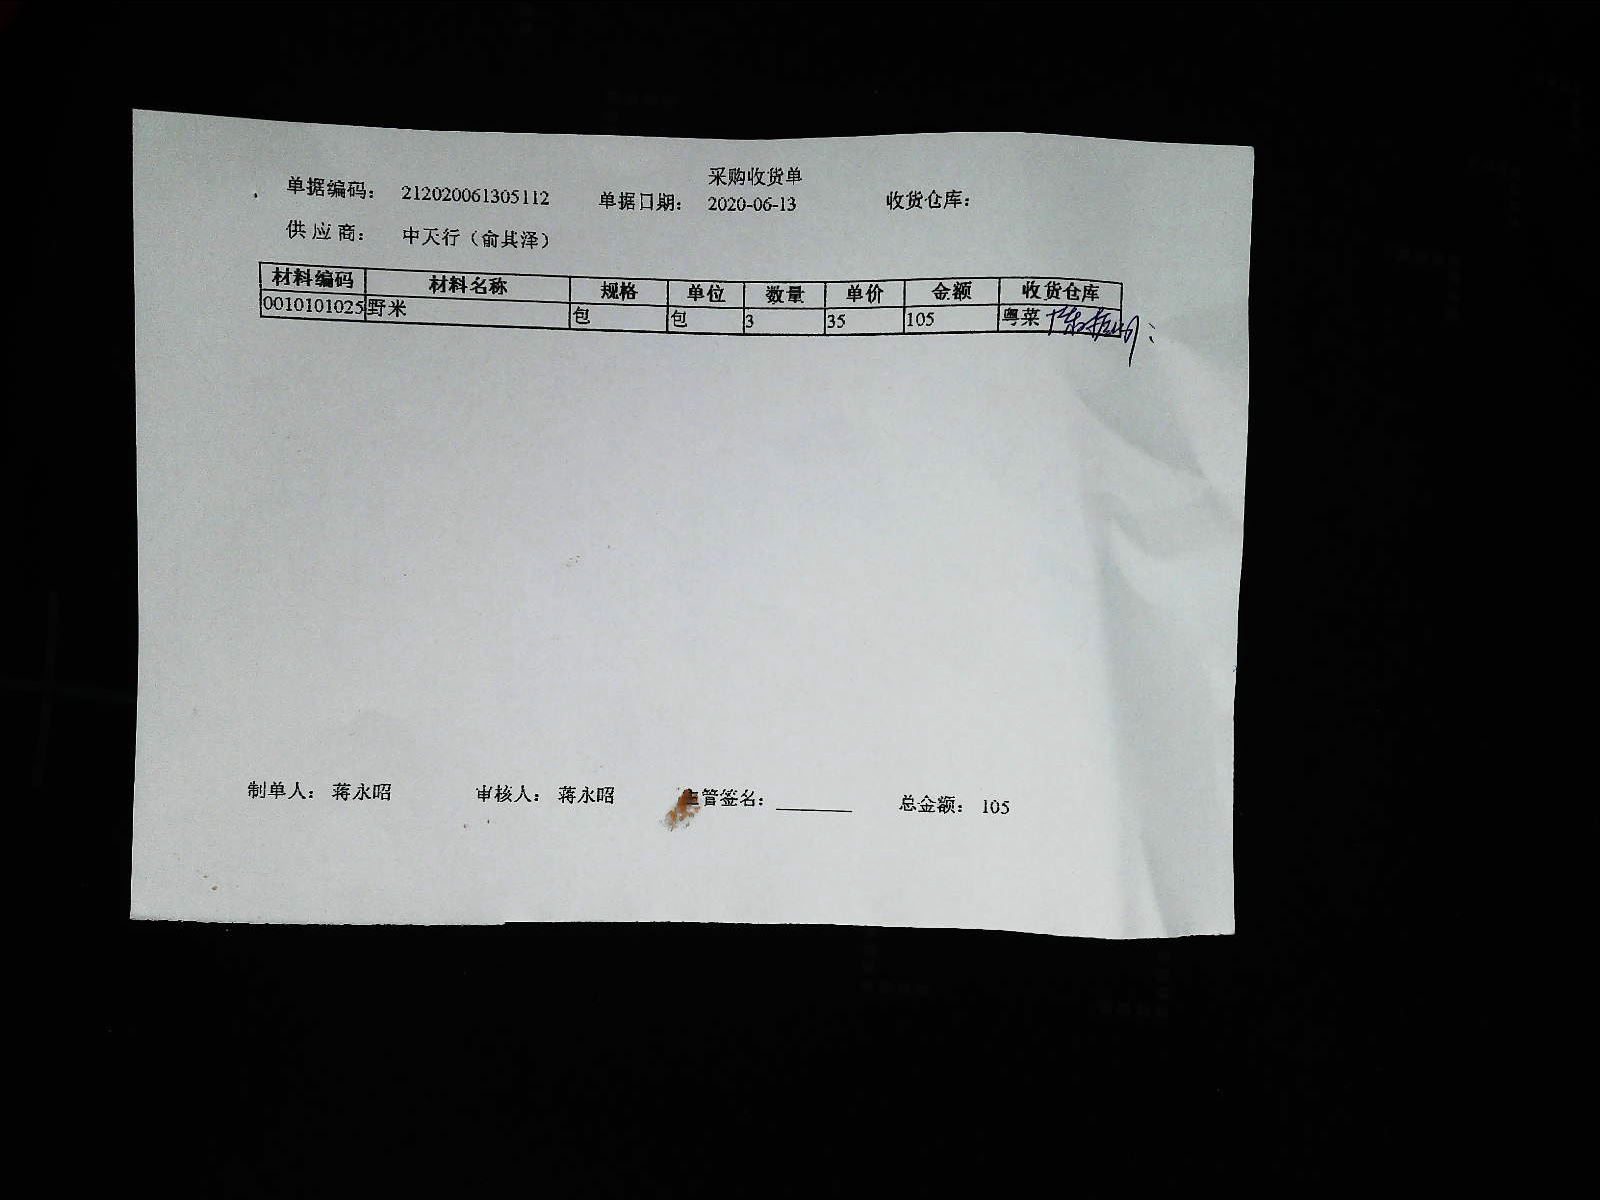 采购收货单
单据编码： 212020061305112 单据日期： 2020-06-13 收货仓库：
供应商： 中天行（俞其泽）
材料编码 材料名称 规格 单位 数量 单价 金额 收货仓库
0010101025 野米 包 包 3 35 105 粤菜
制单人： 蒋永昭 审核人： 蒋永昭 主管签名：________ 总金额： 105